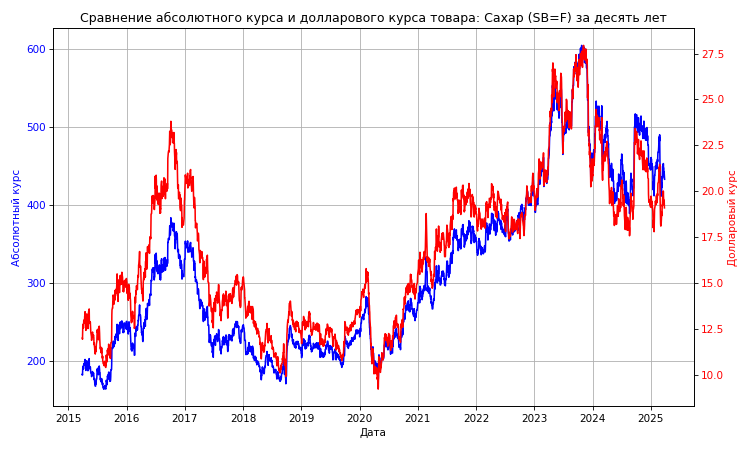 Сравнение абсолютного курса и долларового курса товара: Сахар (SB=F) за десять лет
600
500
400
300
200
Абсолютный курс
27.5
25.0
22.5
20.0
17.5
15.0
12.5
10.0
Долларовый курс
2015 2016 2017 2018 2019 2020 2021 2022 2023 2024 2025
Дата